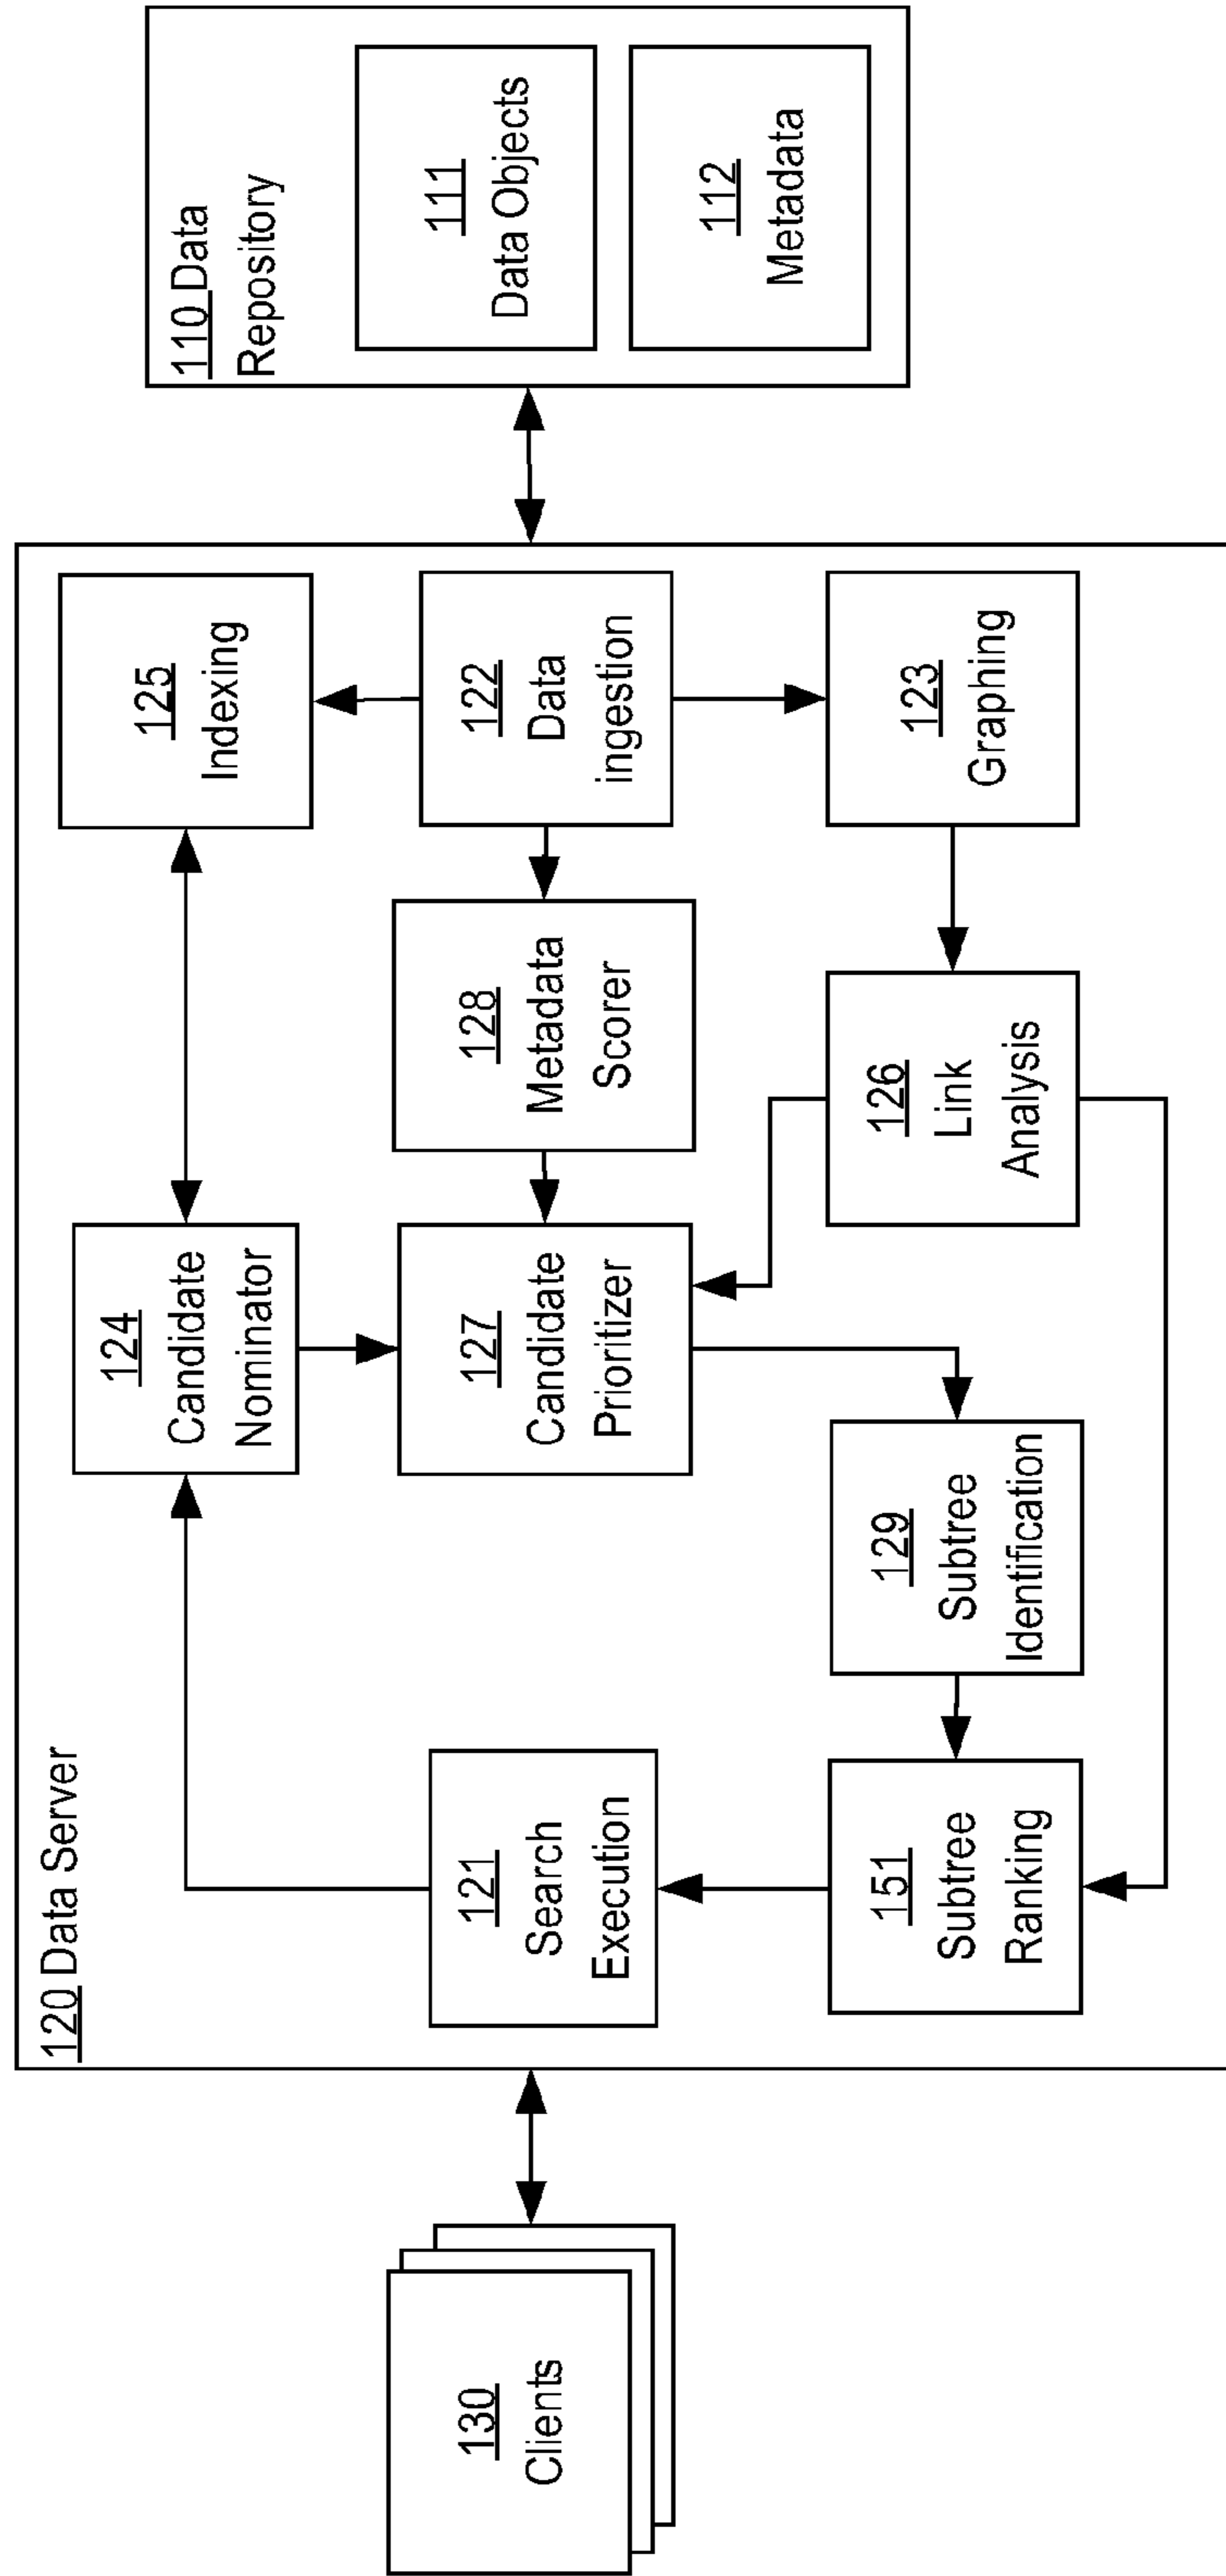 120 Data Server
110 Data
Repository
130
Clients
121
Search
Execution
151
Subtree
Ranking
124
Candidate
Nominator
127
Candidate
Prioritizer
129
Subtree
Identification
128
Metadata
Scorer
126
Link
Analysis
125
Indexing
122
Data
ingestion
123
Graphing
111
Data Objects
112
Metadata